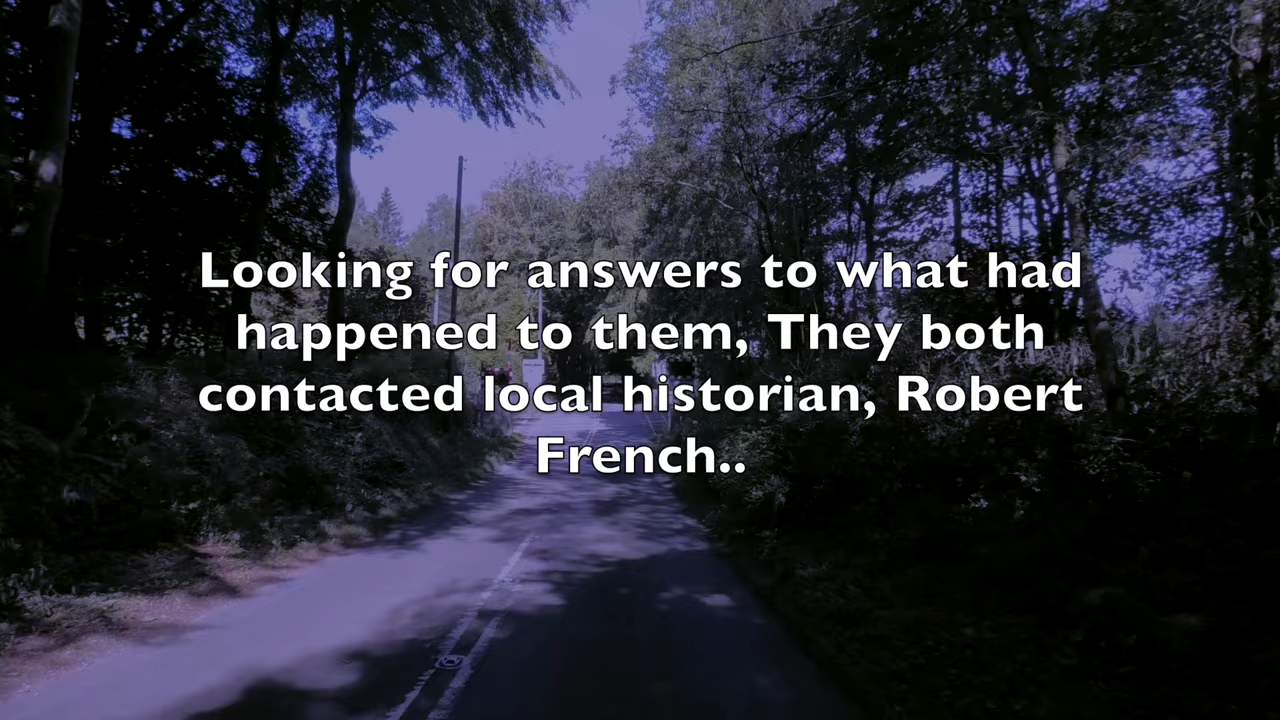 Looking for answers to what had
happened to them, They both
contacted local historian, Robert
French..